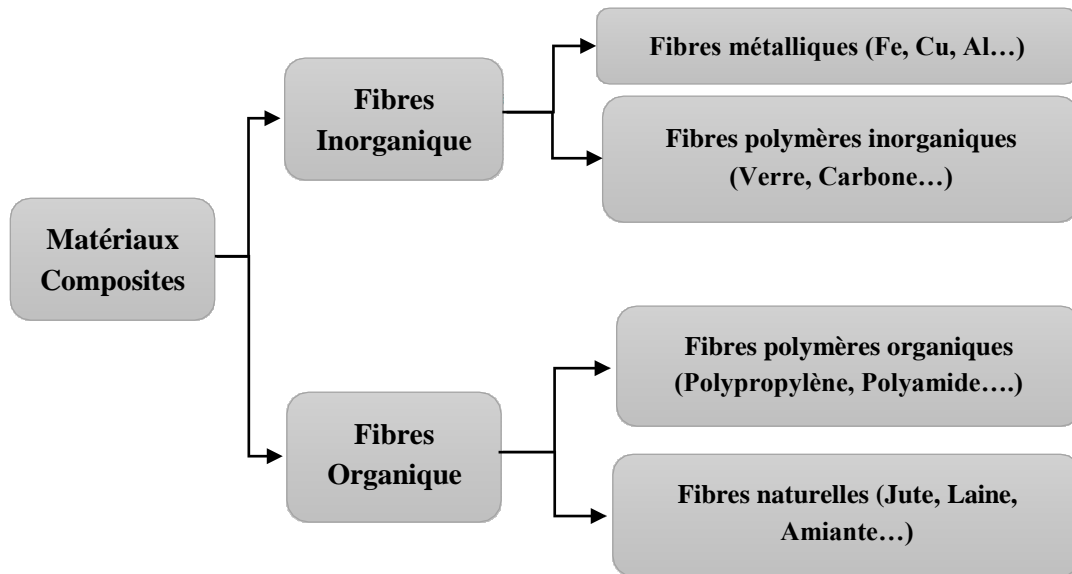 Fibres métalliques (Fe, Cu, Al…)
Fibres
Inorganique
Fibres polymères inorganiques
(Verre, Carbone…)
Matériaux
Composites
Fibres polymères organiques
(Polypropylène, Polyamide….)
Fibres
Organique
Fibres naturelles (Jute, Laine,
Amiante…)